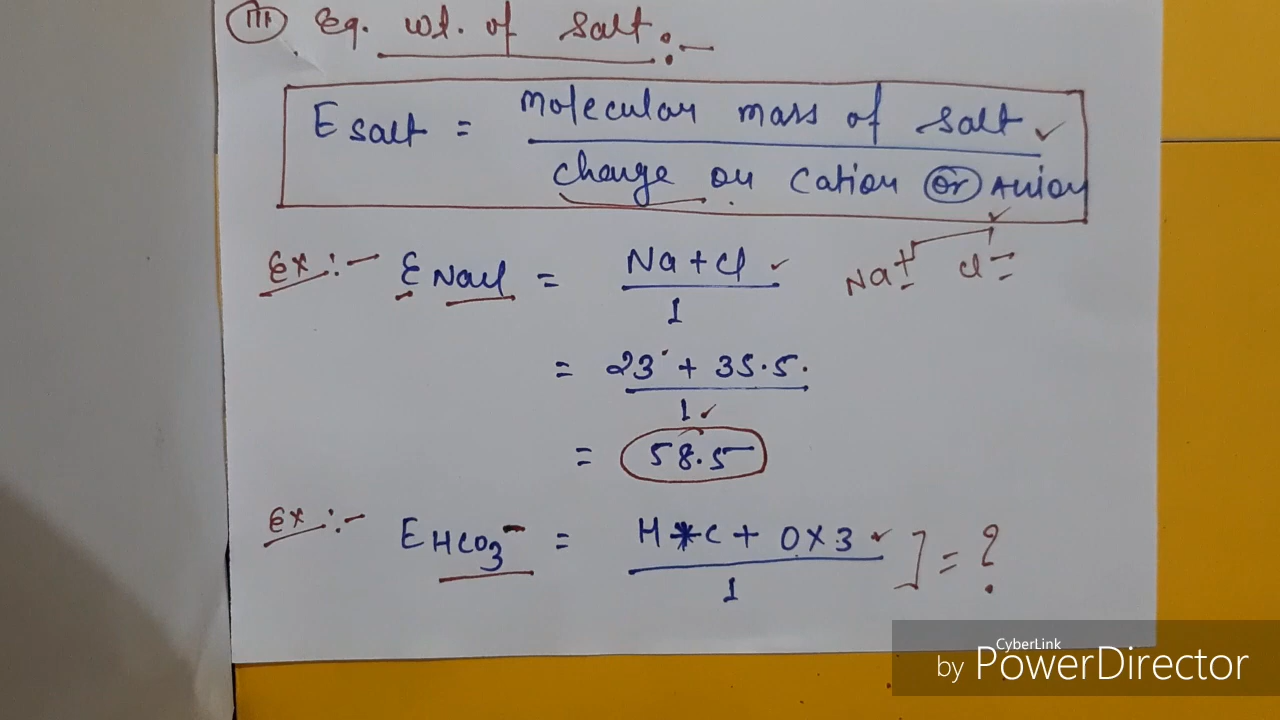 III Eq. wt. of Salt :-
E salt = molecular mass of salt
charge on Cation or Anion
Ex :- E NaCl = Na + Cl
1
Na+ Cl-
= 23 + 35.5
1
= 58.5
Ex :- E HCO3- = H + C + O × 3 ] = ?
1
CyberLink
by PowerDirector